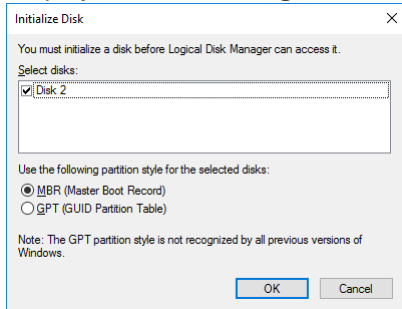 Initialize Disk
You must initialize a disk before Logical Disk Manager can access it.
Select disks:
Disk 2
Use the following partition style for the selected disks:
MBR (Master Boot Record)
GPT (GUID Partition Table)
Note: The GPT partition style is not recognized by all previous versions of
Windows.
OK Cancel